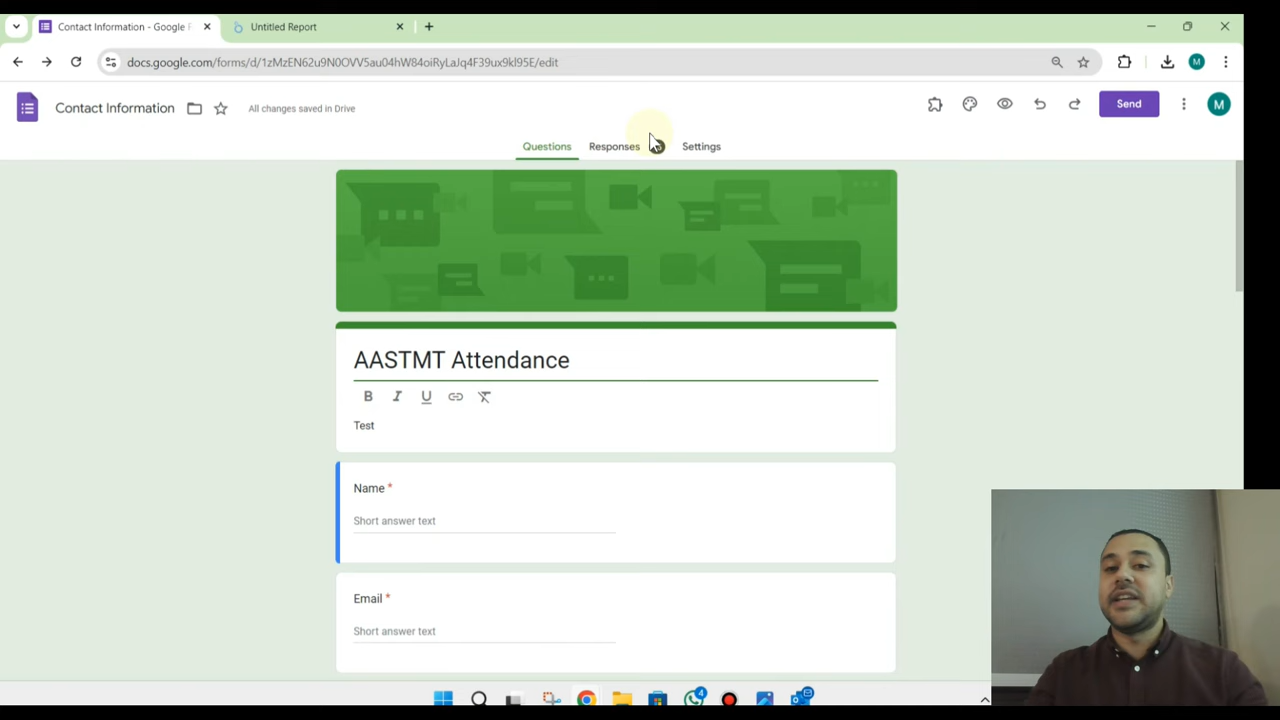 Contact Information - Google F
Untitled Report
docs.google.com/forms/d/1zMzEN62u9N0OVV5au04hW84oiRyLaJq4F39ux9kl95E/edit
M
Contact Information
All changes saved in Drive
Send
M
Questions
Responses
Settings
AASTMT Attendance
B I U
Test
Name *
Short answer text
Email *
Short answer text
4